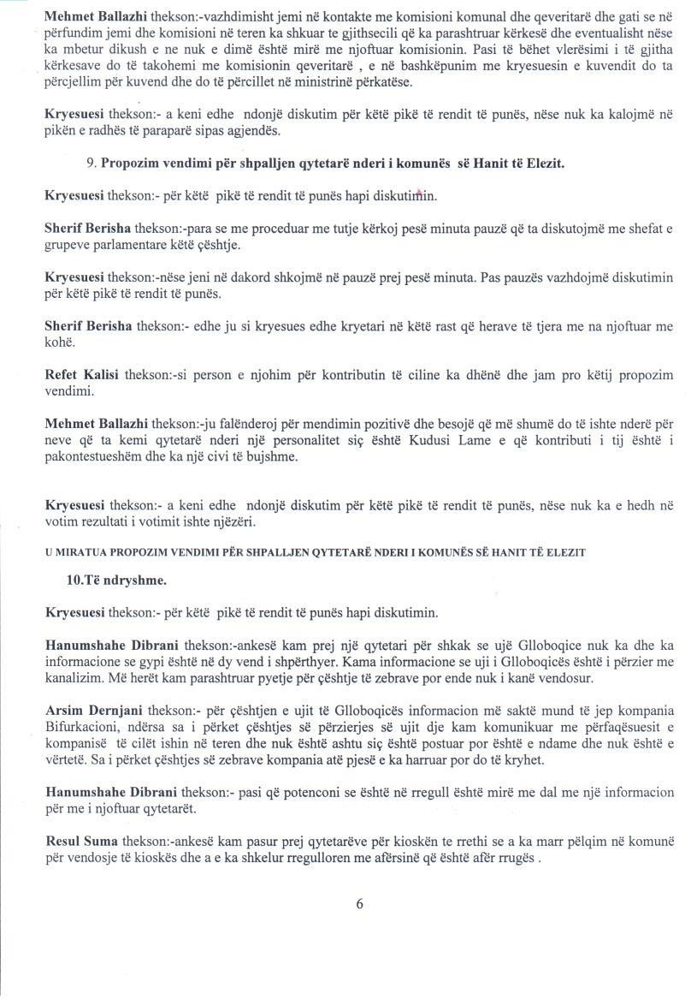 Mehmet Ballazhi thekson:-vazhdimisht jemi në kontakte me komisioni komunal dhe qeveritarë dhe gati se në
përfundim jemi dhe komisioni në teren ka shkuar te gjithsecili që ka parashtruar kërkesë dhe eventualisht nëse
ka mbetur dikush e ne nuk e dimë është mirë me njoftuar komisionin. Pasi të bëhet vlerësimi i të gjitha
kërkesave do të takohemi me komisionin qeveritarë , e në bashkëpunim me kryesuesin e kuvendit do ta
përcjellim për kuvend dhe do të përcillet në ministrinë përkatëse.
Kryesuesi thekson:- a keni edhe ndonjë diskutim për këtë pikë të rendit të punës, nëse nuk ka kalojmë në
pikën e radhës të paraparë sipas agjendës.
9. Propozim vendimi për shpalljen qytetarë nderi i komunës së Hanit të Elezit.
Kryesuesi thekson:- për këtë pikë të rendit të punës hapi diskutimin.
Sherif Berisha thekson:-para se me proceduar me tutje kërkoj pesë minuta pauzë që ta diskutojmë me shefat e
grupeve parlamentare këtë çështje.
Kryesuesi thekson:-nëse jeni në dakord shkojmë në pauzë prej pesë minuta. Pas pauzës vazhdojmë diskutimin
për këtë pikë të rendit të punës.
Sherif Berisha thekson:- edhe ju si kryesues edhe kryetari në këtë rast që herave të tjera me na njoftuar me
kohë.
Refet Kalisi thekson:-si person e njohim për kontributin të ciline ka dhënë dhe jam pro këtij propozim
vendimi.
Mehmet Ballazhi thekson:-ju falënderoj për mendimin pozitivë dhe besojë që më shumë do të ishte nderë për
neve që ta kemi qytetarë nderi një personalitet siç është Kudusi Lame e që kontributi i tij është i
pakontestueshëm dhe ka një civi të bujshme.
Kryesuesi thekson:- a keni edhe ndonjë diskutim për këtë pikë të rendit të punës, nëse nuk ka e hedh në
votim rezultati i votimit ishte njëzëri.
U MIRATUA PROPOZIM VENDIMI PËR SHPALLJEN QYTETARË NDERI I KOMUNËS SË HANIT TË ELEZIT
10.Të ndryshme.
Kryesuesi thekson:- për këtë pikë të rendit të punës hapi diskutimin.
Hanumshahe Dibrani thekson:-ankesë kam prej një qytetari për shkak se ujë Glloboqice nuk ka dhe ka
informacione se gypi është në dy vend i shpërthyer. Kama informacione se uji i Glloboqicës është i përzier me
kanalizim. Më herët kam parashtruar pyetje për çështje të zebrave por ende nuk i kanë vendosur.
Arsim Dernjani thekson:- për çështjen e ujit të Glloboqicës informacion më saktë mund të jep kompania
Bifurkacioni, ndërsa sa i përket çështjes së përzierjes së ujit dje kam komunikuar me përfaqësuesit e
kompanisë të cilët ishin në teren dhe nuk është ashtu siç është postuar por është e ndame dhe nuk është e
vërtetë. Sa i përket çështjes së zebrave kompania atë pjesë e ka harruar por do të kryhet.
Hanumshahe Dibrani thekson:- pasi që potenconi se është në rregull është mirë me dal me një informacion
për me i njoftuar qytetarët.
Resul Suma thekson:-ankesë kam pasur prej qytetarëve për kioskën te rrethi se a ka marr pëlqim në komunë
për vendosje të kioskës dhe a e ka shkelur rregulloren me afërsinë që është afër rrugës .
6